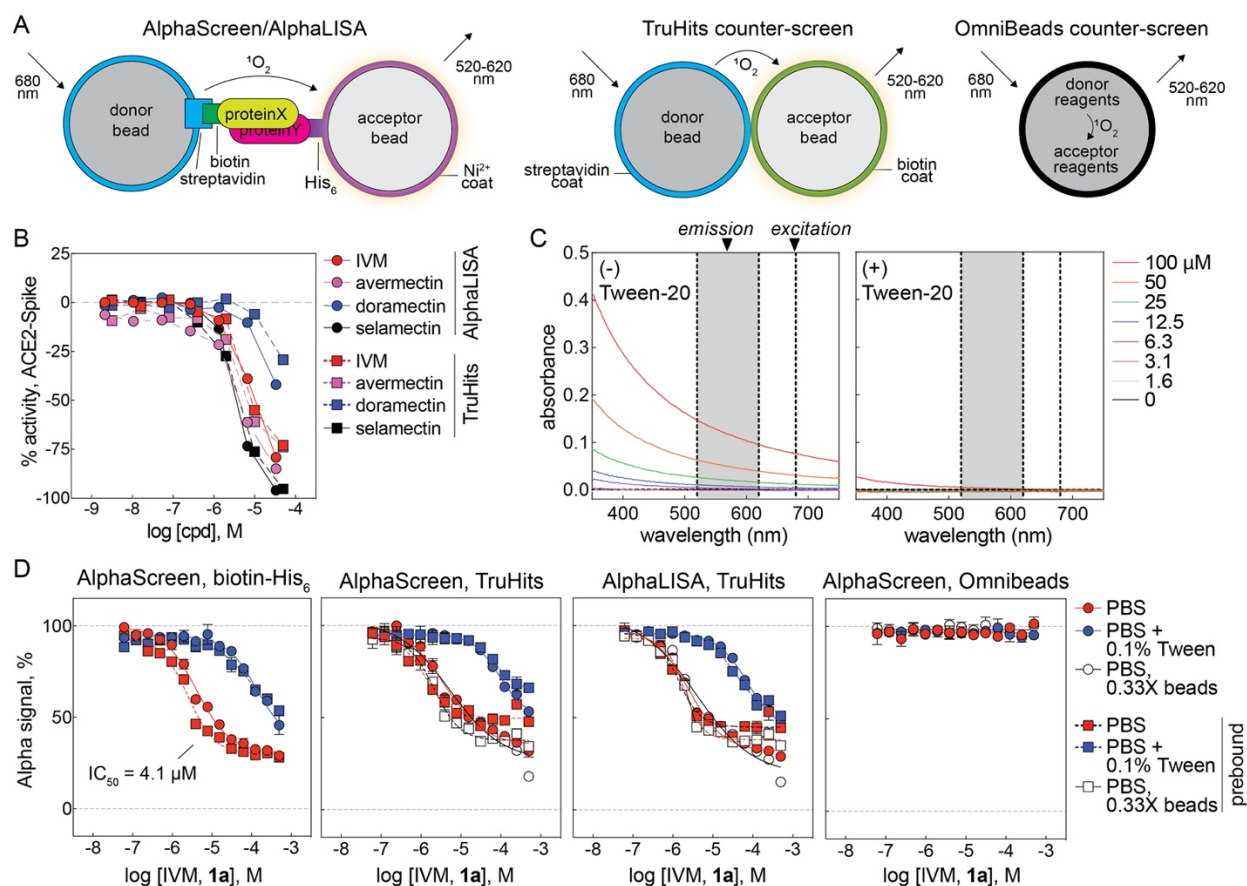 A
AlphaScreen/AlphaLISA
TruHits counter-screen
OmniBeads counter-screen
680
nm
¹O₂
520-620
nm
donor
bead
proteinX
proteinY
acceptor
bead
biotin
streptavidin
His₆
Ni²⁺
coat
680
nm
¹O₂
520-620
nm
donor
bead
acceptor
bead
streptavidin
coat
biotin
coat
680
nm
520-620
nm
donor
reagents
¹O₂
acceptor
reagents
B
% activity, ACE2-Spike
25
0
-25
-50
-75
-100
-9
-8
-7
-6
-5
-4
-3
log [cpd], M
IVM
avermectin
doramectin
selamectin
AlphaLISA
IVM
avermectin
doramectin
selamectin
TruHits
C
emission
excitation
absorbance
0.5
0.4
0.3
0.2
0.1
0.0
(-)
Tween-20
(+)
Tween-20
400
500
600
700
wavelength (nm)
400
500
600
700
wavelength (nm)
100 µM
50
25
12.5
6.3
3.1
1.6
0
D
AlphaScreen, biotin-His₆
AlphaScreen, TruHits
AlphaLISA, TruHits
AlphaScreen, Omnibeads
Alpha signal, %
100
50
0
IC₅₀ = 4.1 µM
-8
-7
-6
-5
-4
-3
log [IVM, 1a], M
-8
-7
-6
-5
-4
-3
log [IVM, 1a], M
-8
-7
-6
-5
-4
-3
log [IVM, 1a], M
-8
-7
-6
-5
-4
-3
log [IVM, 1a], M
PBS
PBS +
0.1% Tween
PBS,
0.33X beads
PBS
PBS +
0.1% Tween
PBS,
0.33X beads
prebound